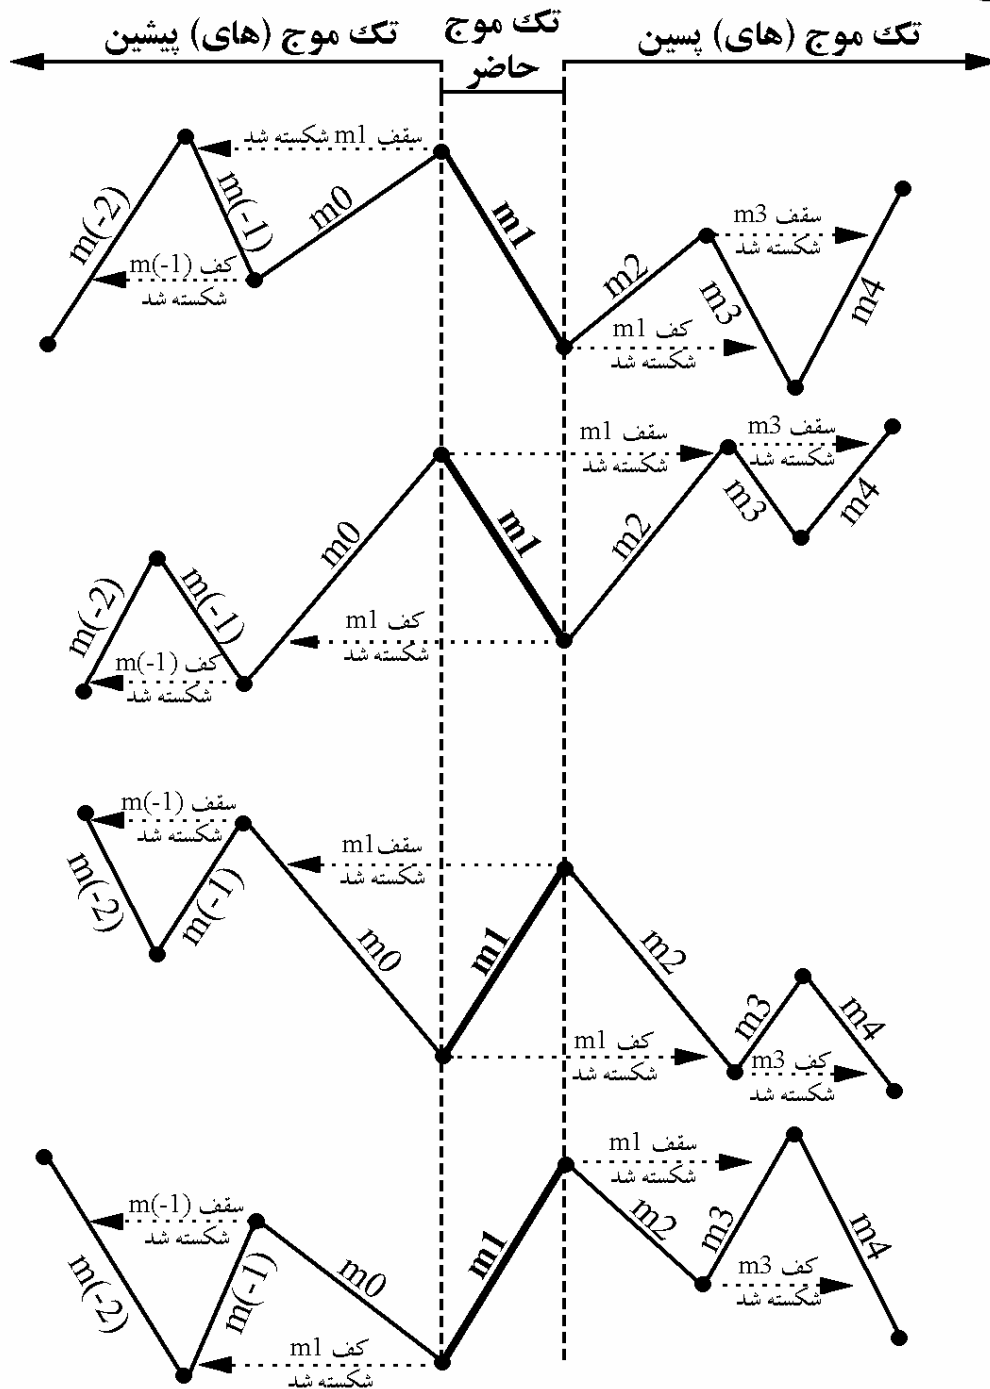 تک موج (های) پیشین
تک موج
حاضر
تک موج (های) پسین
سقف m1 شکسته شد
m(-2)
m(-1)
m0
m1
کف m(-1)
شکسته شد
m2
سقف m3
شکسته شد
m3
m4
کف m1
شکسته شد
سقف m1
شکسته شد
سقف m3
شکسته شد
m(-2)
m(-1)
m0
m1
m2
m3
m4
کف m1
شکسته شد
کف m(-1)
شکسته شد
سقف m(-1)
شکسته شد
سقف m1
شکسته شد
m(-2)
m(-1)
m0
m1
m2
m3
m4
کف m1
شکسته شد
کف m3
شکسته شد
سقف m1
شکسته شد
سقف m(-1)
شکسته شد
m(-2)
m(-1)
m0
m1
m2
m3
m4
کف m3
شکسته شد
کف m1
شکسته شد